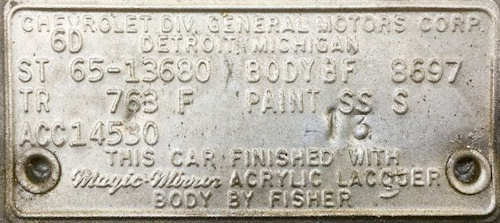 CHEVROLET DIV. GENERAL MOTORS CORP.
6D DETROIT, MICHIGAN
ST 65-13680 BODY BF 8697
TR 763 F PAINT SS S
ACC14530 13
THIS CAR FINISHED WITH
Magic-Mirror ACRYLIC LACQUER
BODY BY FISHER